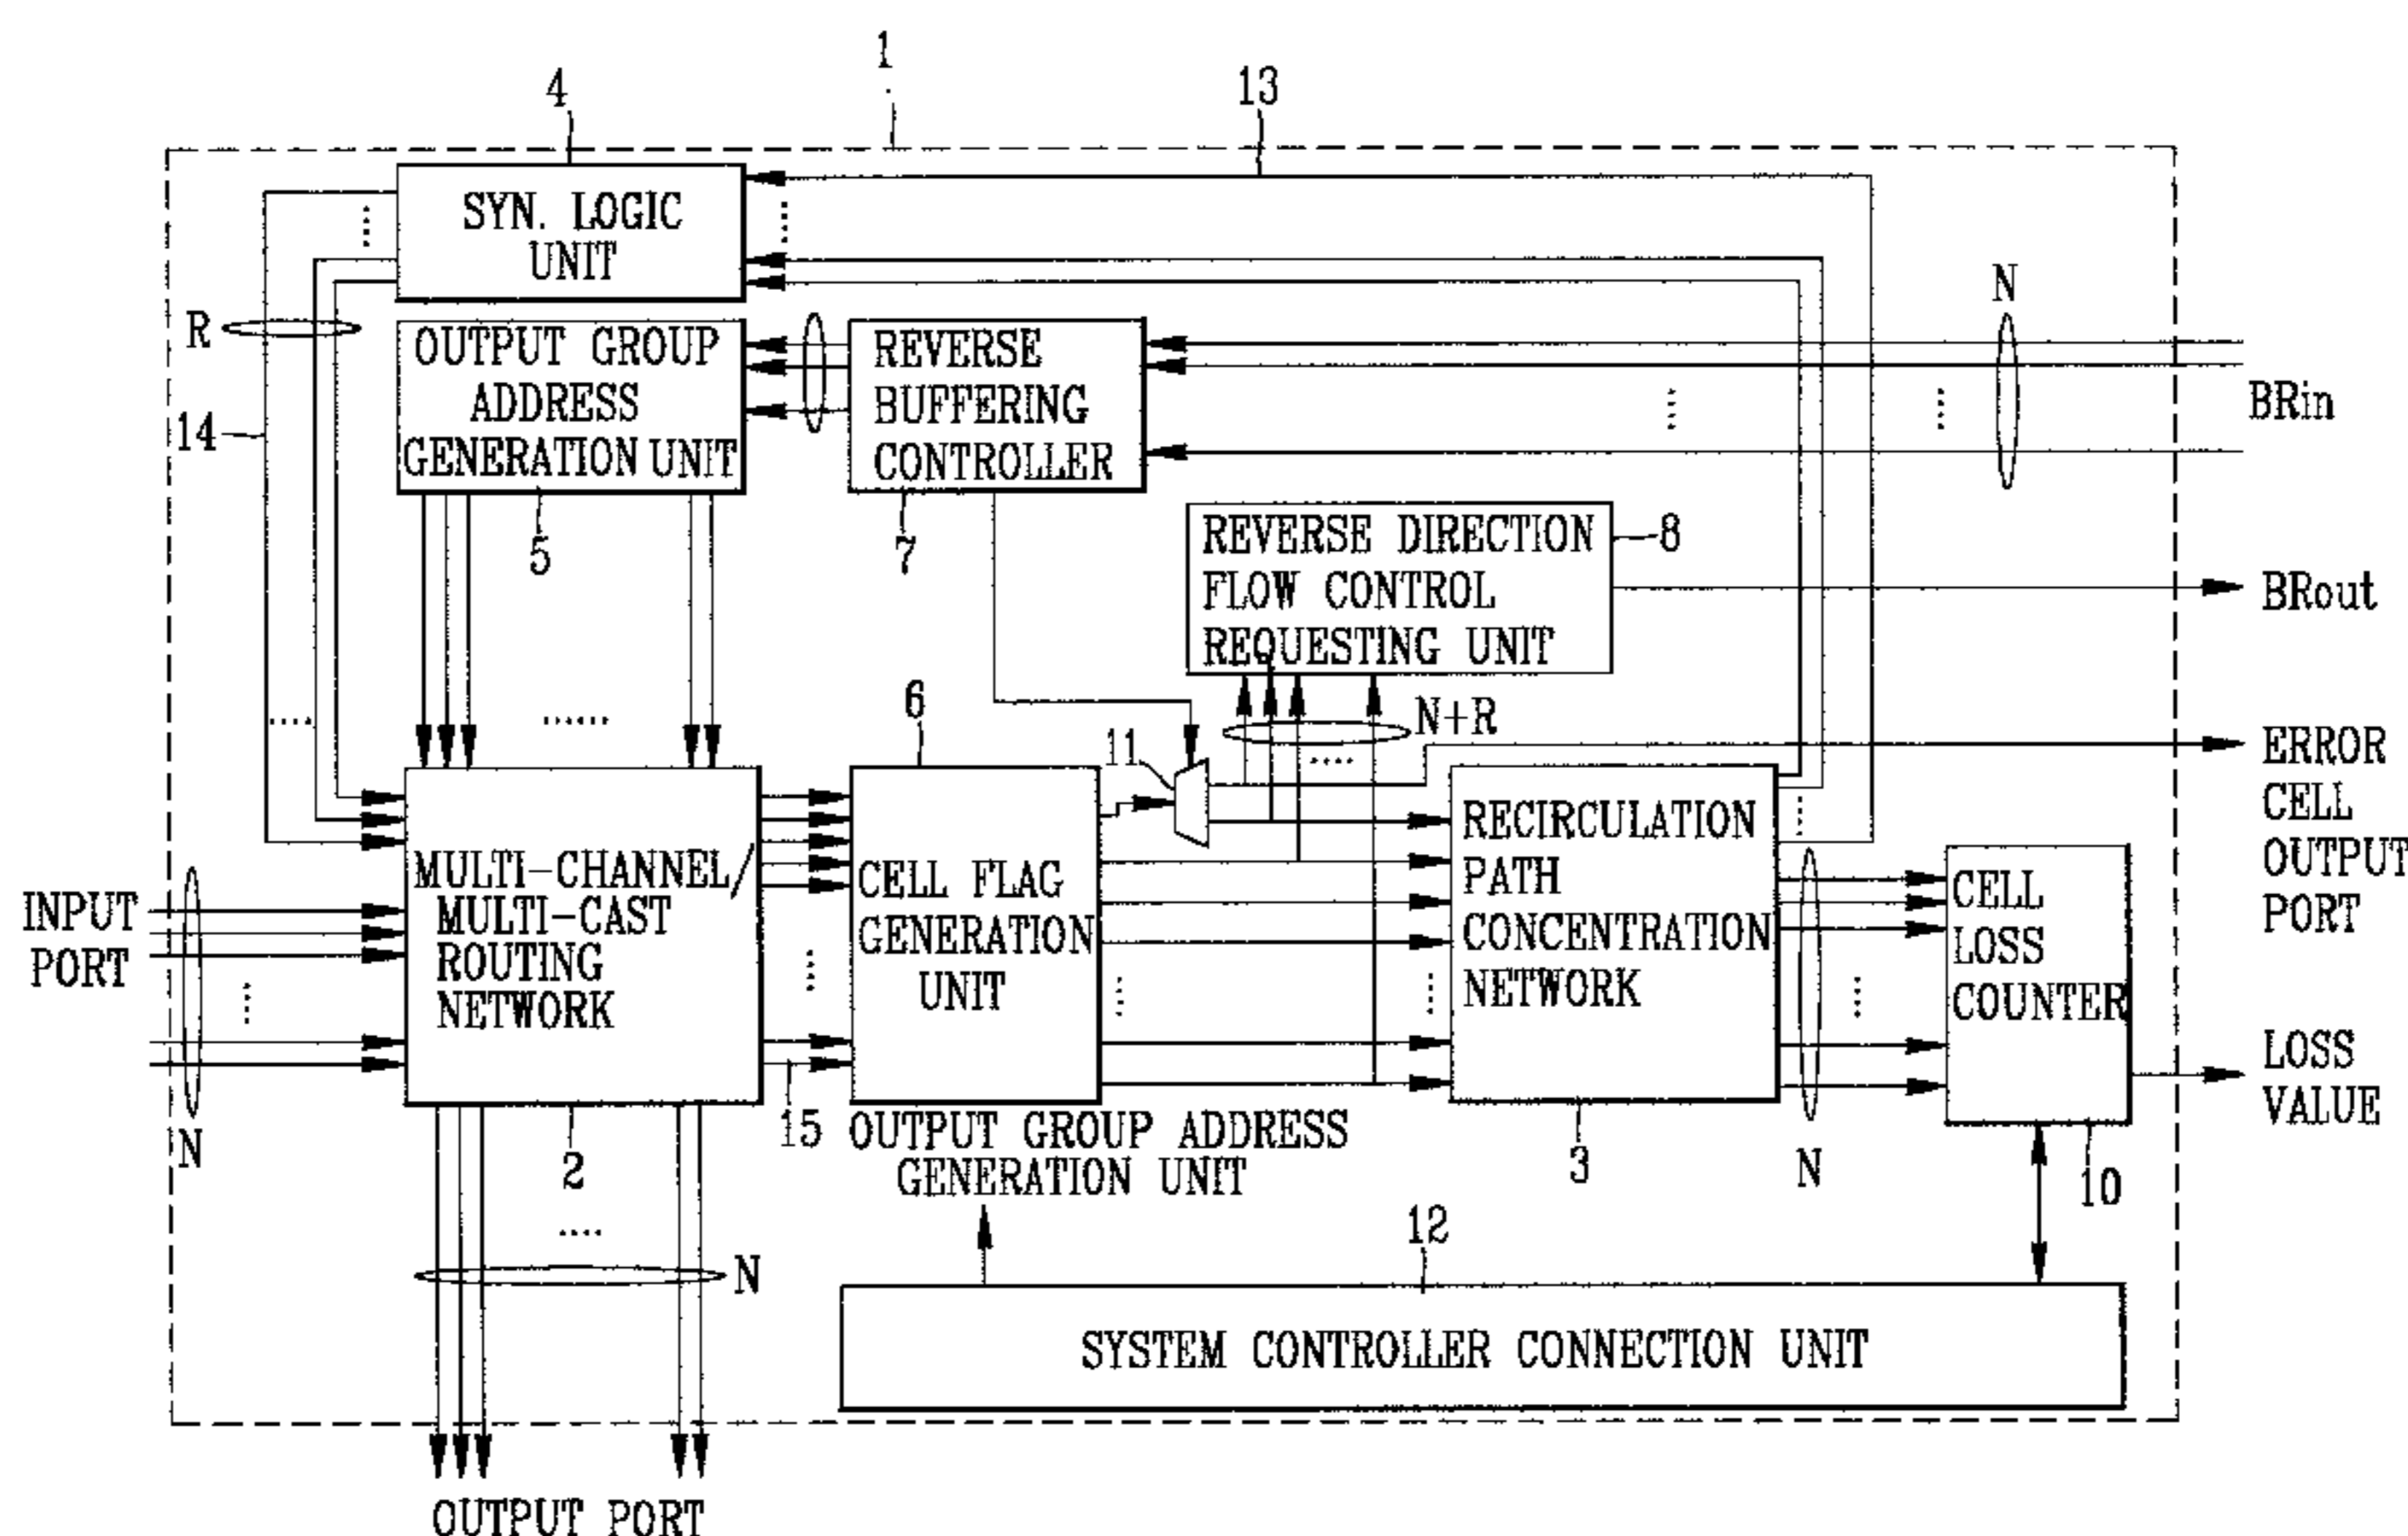 1
4
13
SYN. LOGIC
UNIT
R
14
OUTPUT GROUP
ADDRESS
GENERATION UNIT
5
REVERSE
BUFFERING
CONTROLLER
7
N
BRin
REVERSE DIRECTION
FLOW CONTROL
REQUESTING UNIT
8
BRout
N+R
6
11
ERROR
CELL
OUTPUT
PORT
INPUT
PORT
N
MULTI-CHANNEL/
MULTI-CAST
ROUTING
NETWORK
2
15
CELL FLAG
GENERATION
UNIT
RECIRCULATION
PATH
CONCENTRATION
NETWORK
3
N
CELL
LOSS
COUNTER
10
LOSS
VALUE
OUTPUT GROUP ADDRESS
GENERATION UNIT
12
SYSTEM CONTROLLER CONNECTION UNIT
N
OUTPUT PORT